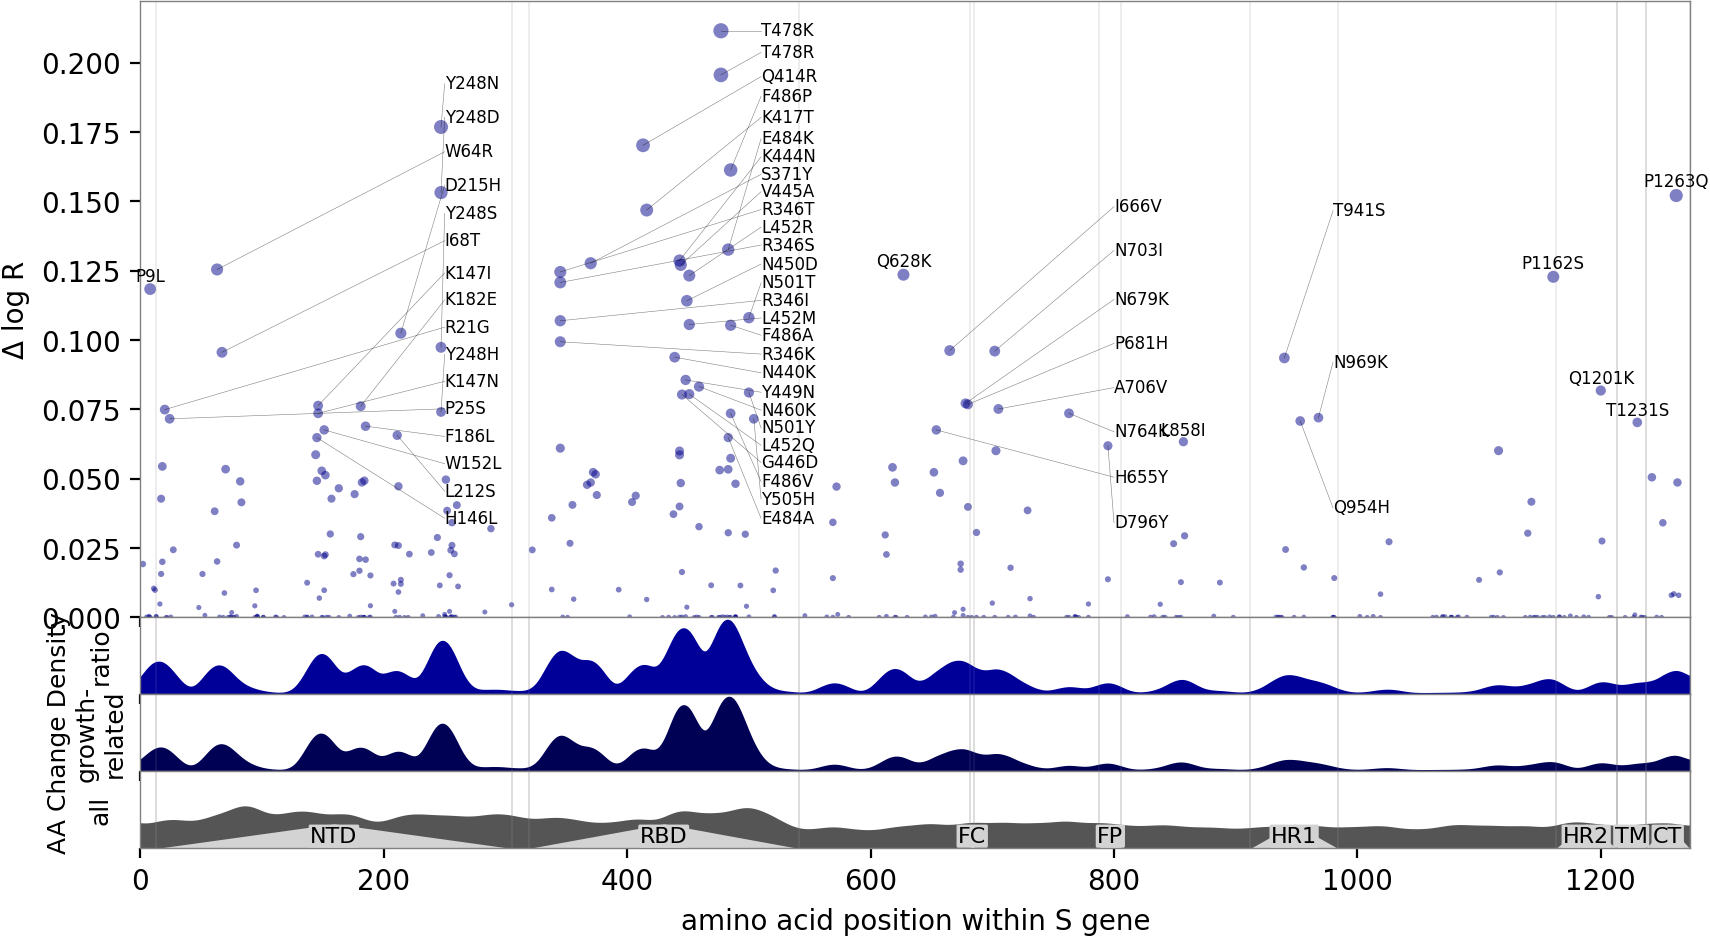 Δ log R
0.200
0.175
0.150
0.125
0.100
0.075
0.050
0.025
0.000
P9L
Y248N
Y248D
W64R
D215H
Y248S
I68T
K147I
K182E
R21G
Y248H
K147N
P25S
F186L
W152L
L212S
H146L
T478K
T478R
Q414R
F486P
K417T
E484K
K444N
S371Y
V445A
R346T
L452R
R346S
N450D
N501T
R346I
L452M
F486A
R346K
N440K
Y449N
N460K
N501Y
L452Q
G446D
F486V
Y505H
E484A
Q628K
I666V
N703I
N679K
P681H
A706V
N764K
L858I
H655Y
D796Y
T941S
N969K
Q954H
P1263Q
P1162S
Q1201K
T1231S
AA Change Density
ratio
growth-
related
all
NTD
RBD
FC
FP
HR1
HR2
TM
CT
0
200
400
600
800
1000
1200
amino acid position within S gene